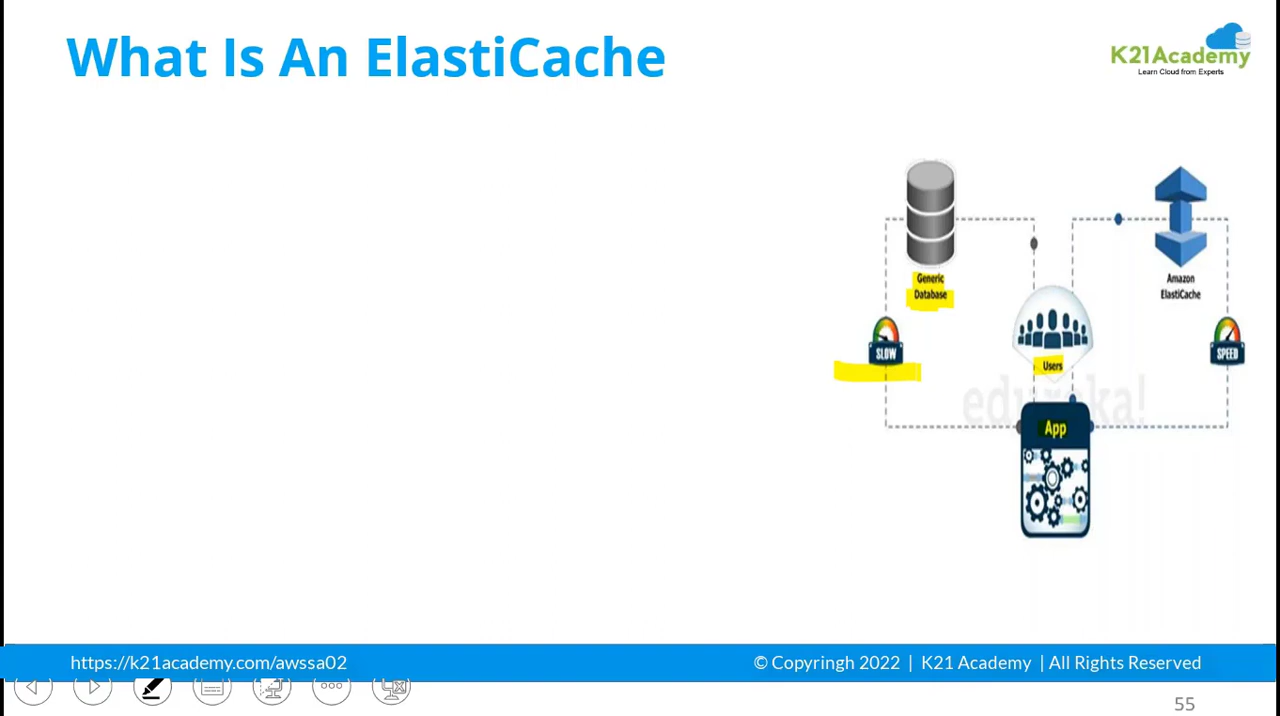 What Is An ElastiCache
K21Academy
Learn Cloud from Experts
Generic
Database
Amazon
ElastiCache
SLOW
SPEED
Users
edureka!
App
https://k21academy.com/awssa02
© Copyringh 2022 | K21 Academy | All Rights Reserved
55